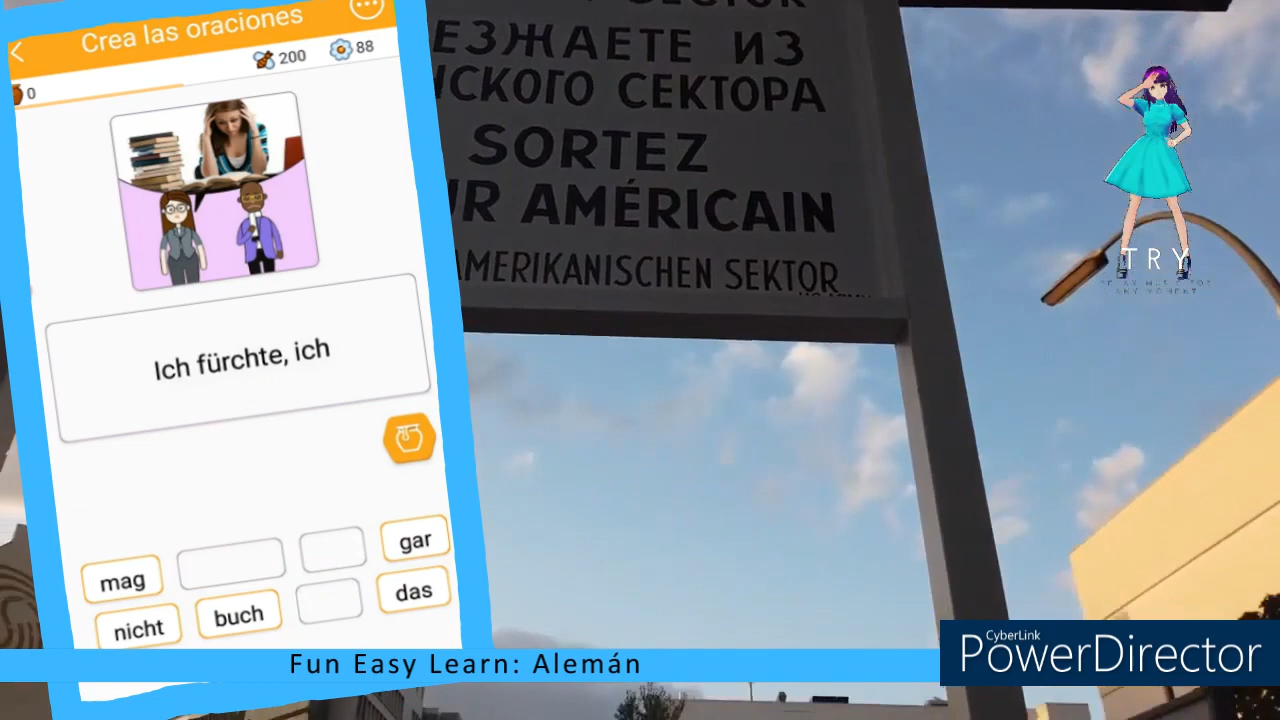 Crea las oraciones
200
88
0
Ich fürchte, ich
mag
gar
nicht
buch
das
ЕЗЖАЕТЕ ИЗ
СКОГО СЕКТОРА
SORTEZ
UR AMÉRICAIN
AMERIKANISCHEN SEKTOR
TRY
Fun Easy Learn: Alemán
CyberLink
PowerDirector